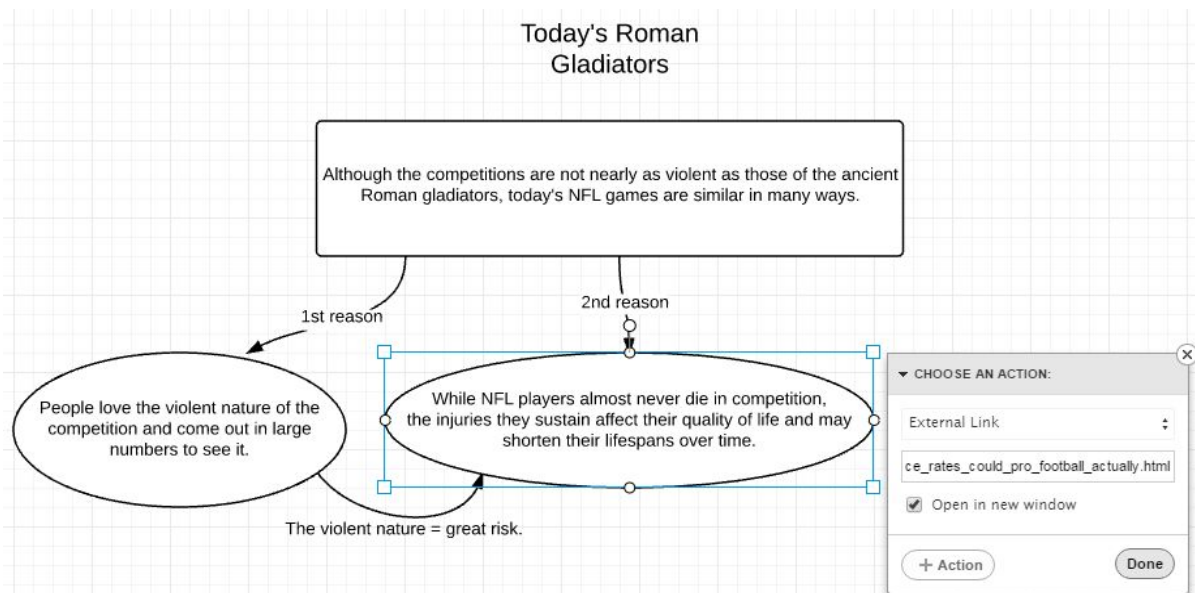 Today's Roman
Gladiators
Although the competitions are not nearly as violent as those of the ancient
Roman gladiators, today's NFL games are similar in many ways.
1st reason
2nd reason
People love the violent nature of the
competition and come out in large
numbers to see it.
While NFL players almost never die in competition,
the injuries they sustain affect their quality of life and may
shorten their lifespans over time.
The violent nature = great risk.
CHOOSE AN ACTION:
External Link
ce_rates_could_pro_football_actually.html
Open in new window
+ Action
Done